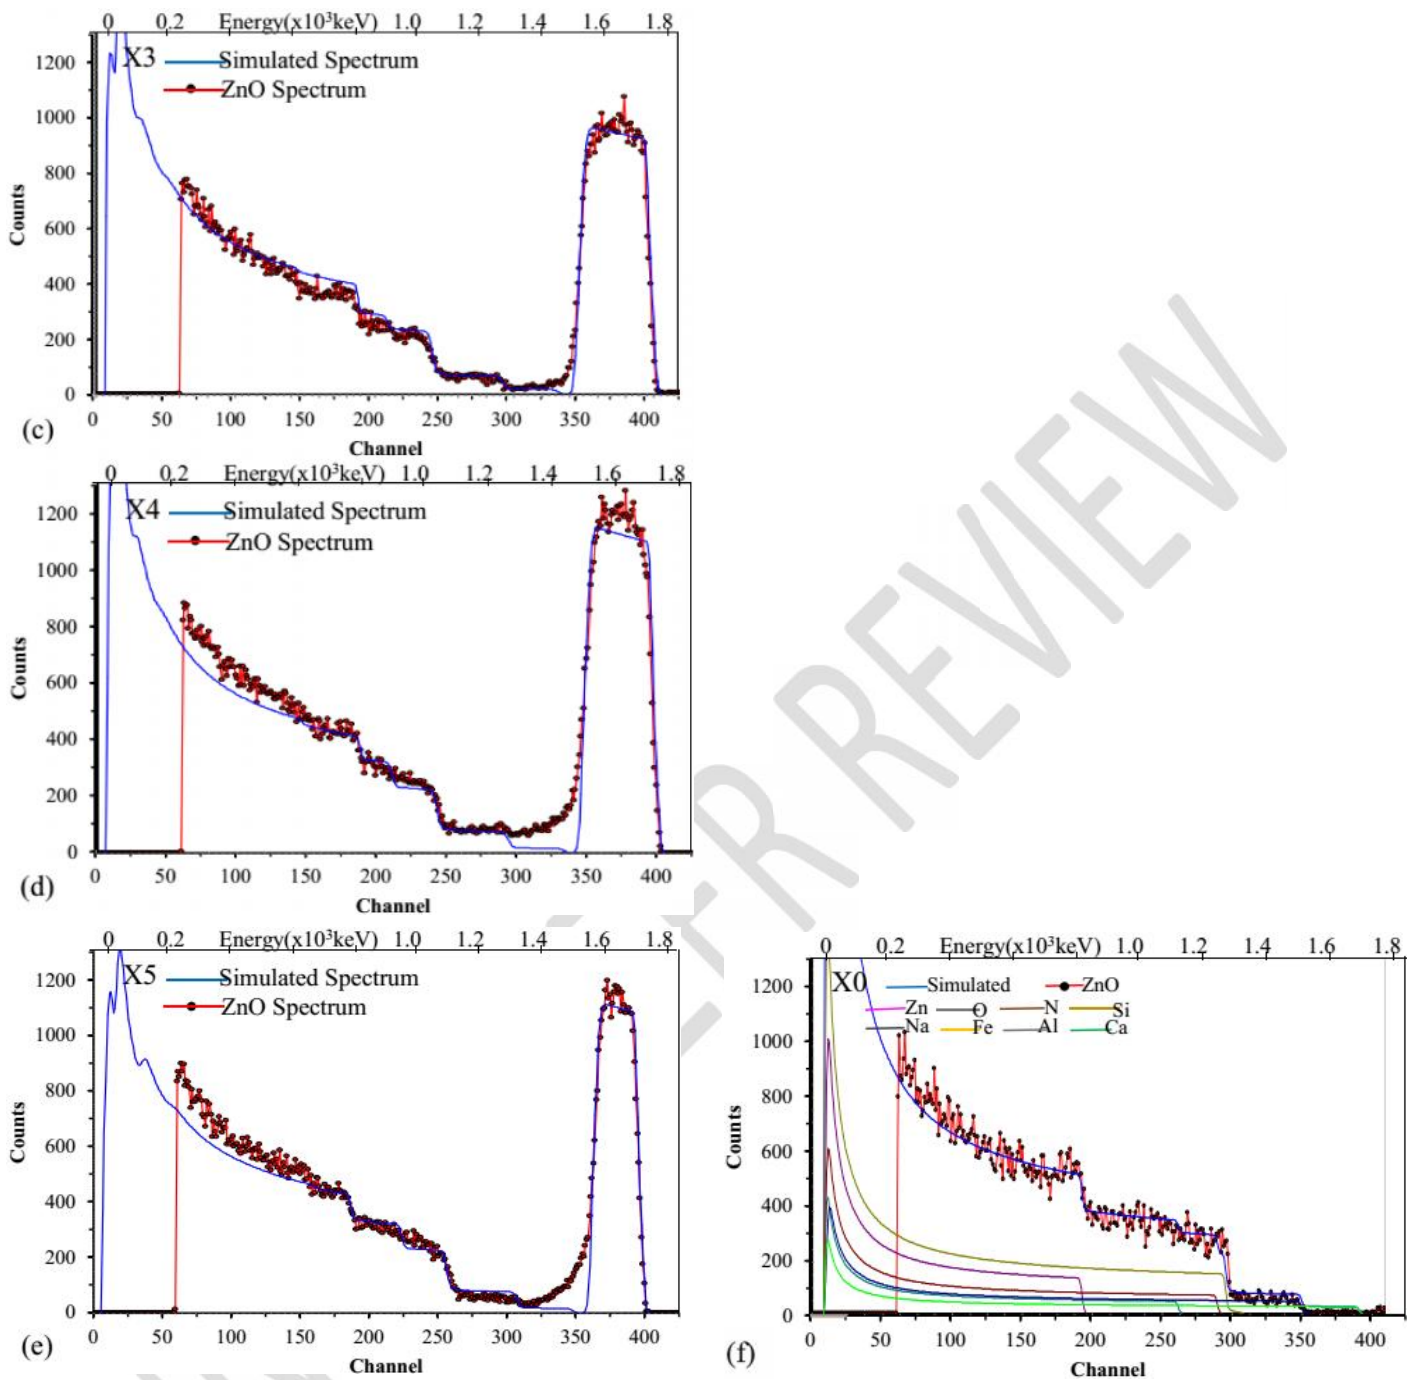 0 0.2 Energy(x10³keV) 1.0 1.2 1.4 1.6 1.8
X3 Simulated Spectrum
ZnO Spectrum
1200
1000
800
600
400
200
0
Counts
0 50 100 150 200 250 300 350 400
(c)
Channel
0 0.2 Energy(x10³keV) 1.0 1.2 1.4 1.6 1.8
X4 Simulated Spectrum
ZnO Spectrum
1200
1000
800
600
400
200
0
Counts
0 50 100 150 200 250 300 350 400
(d)
Channel
0 0.2 Energy(x10³keV) 1.0 1.2 1.4 1.6 1.8
X5 Simulated Spectrum
ZnO Spectrum
1200
1000
800
600
400
200
0
Counts
0 50 100 150 200 250 300 350 400
(e)
Channel
0 0.2 Energy(x10³keV) 1.0 1.2 1.4 1.6 1.8
X0 Simulated ZnO
Zn O N Si
Na Fe Al Ca
1200
1000
800
600
400
200
0
Counts
0 50 100 150 200 250 300 350 400
(f)
Channel
ER REVIEW